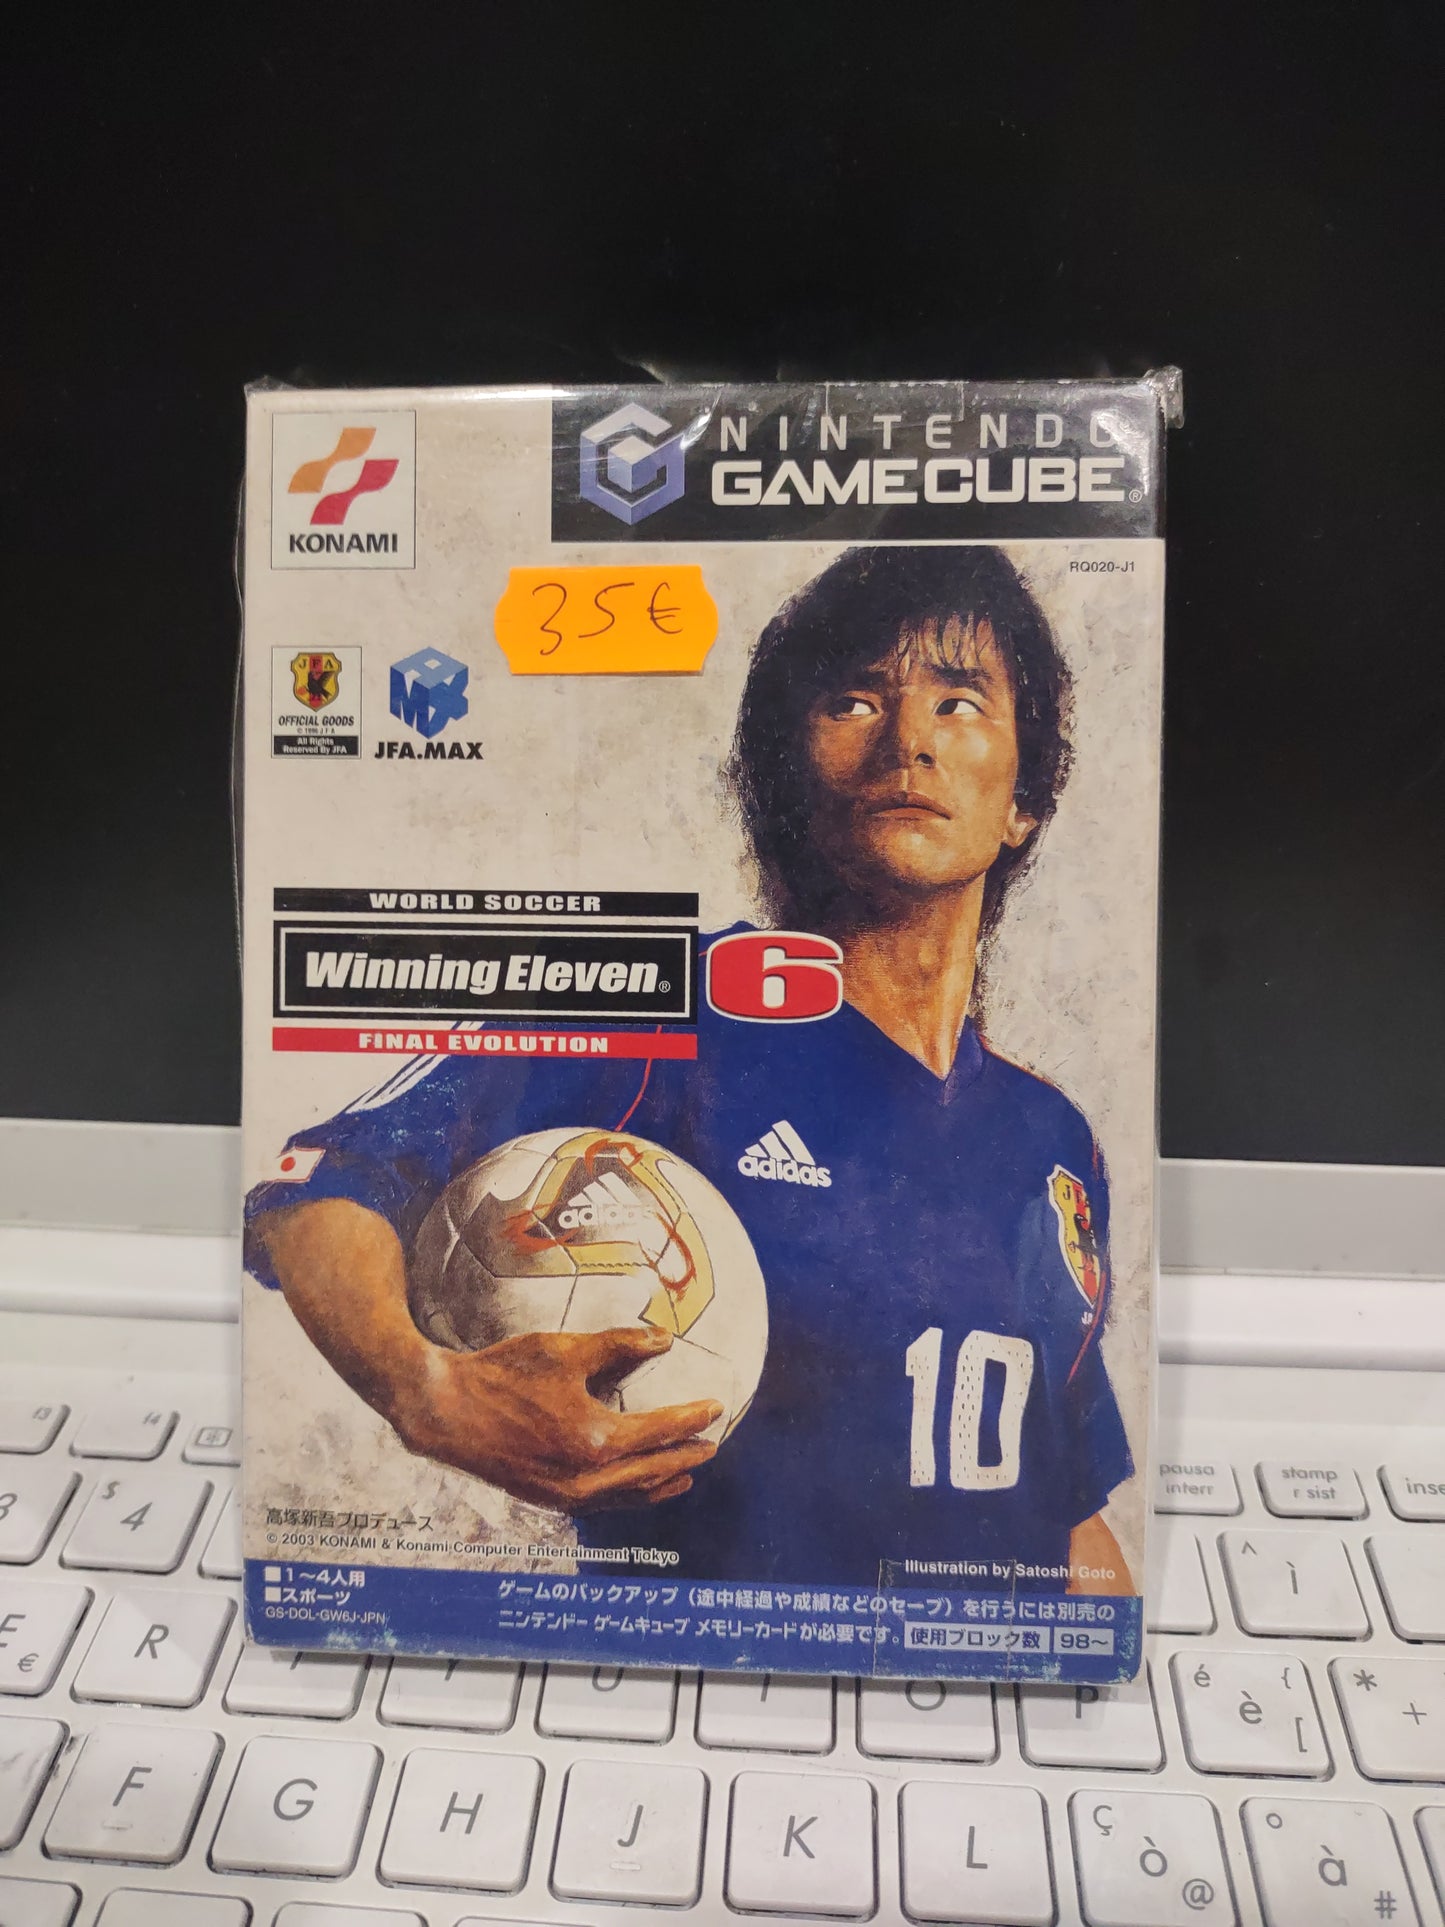 NINTENDO
GAMECUBE®
KONAMI
RQ020-J1
35€
JFA
OFFICIAL GOODS
© 1996 J F A
All Rights
Reserved By JFA
JFA.MAX
WORLD SOCCER
Winning Eleven® 6
FINAL EVOLUTION
adidas
adidas
10
高塚新吾プロデュース
© 2003 KONAMI & Konami Computer Entertainment Tokyo
Illustration by Satoshi Goto
■1～4人用
■スポーツ
GS-DOL-GW6J-JPN
ゲームのバックアップ（途中経過や成績などのセーブ）を行うには別売の
ニンテンドー ゲームキューブ メモリーカードが必要です。 使用ブロック数 98～
f3 f4
pausa
interr
stamp
r sist
$ 4
^ ì
E € R T Y U I O P é è { [ * +
F G H J K L ç ò @ ° à #